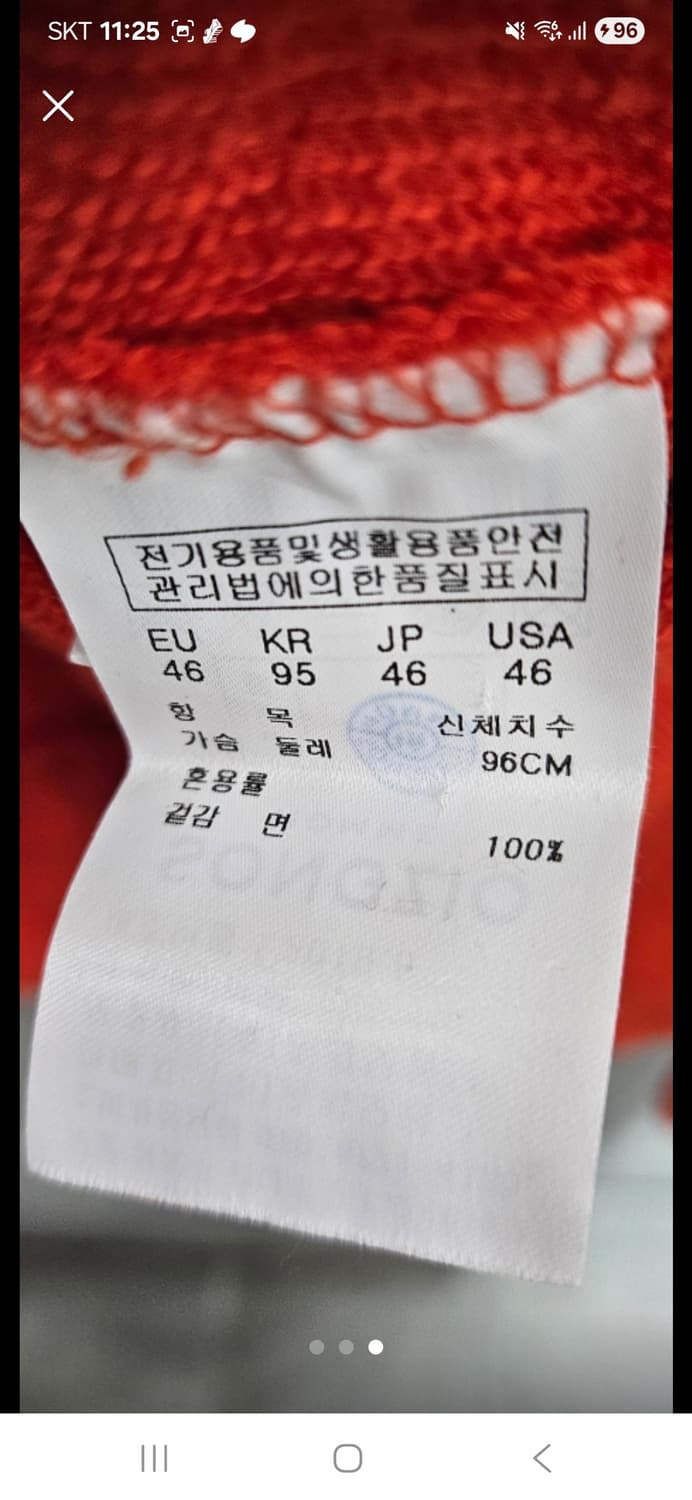 SKT 11:25 96
전기용품및생활용품안전
관리법에의한품질표시
EU KR JP USA
46 95 46 46
항 목 신체치수
가슴 둘레 96CM
혼용률
겉감 면 100%